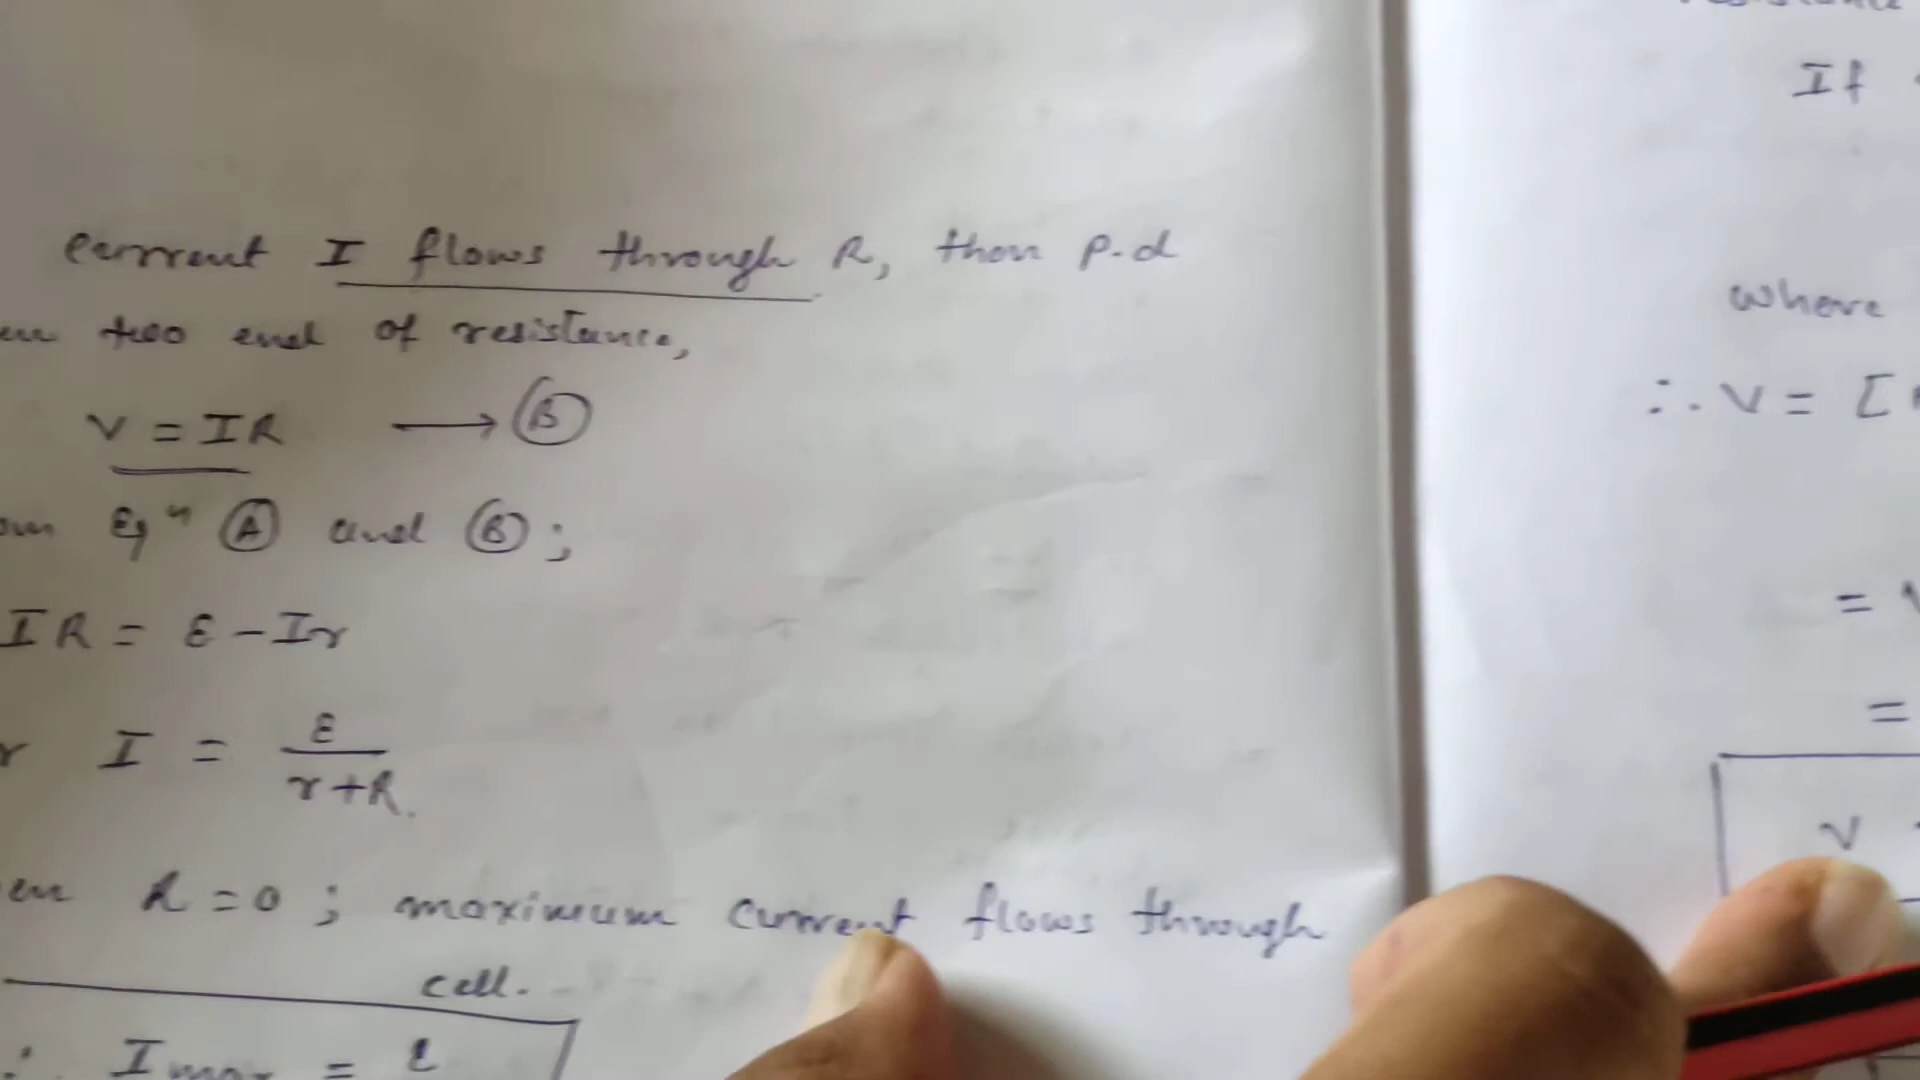 current I flows through R, then p.d
two end of resistance,
V = IR → (B)
Eqn (A) and (B);
IR = ε - Ir
I = ε / r+R.
R = 0 ; maximum current flows through
cell.
∴ Imax = ε
If
where
∴ V = [
=
=
V